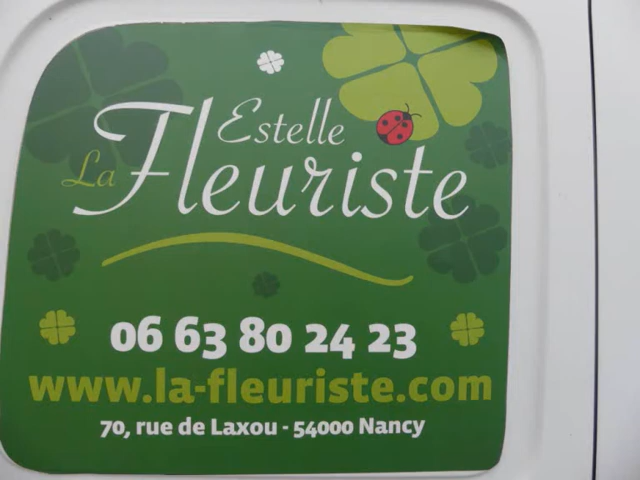 Estelle
La Fleuriste
06 63 80 24 23
www.la-fleuriste.com
70, rue de Laxou - 54000 Nancy